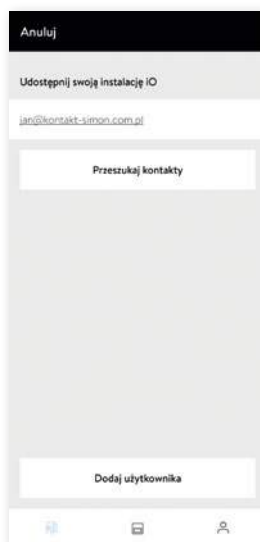 Anuluj
Udostępnij swoją instalację iO
jan@kontakt-simon.com.pl
Przeszukaj kontakty
Dodaj użytkownika